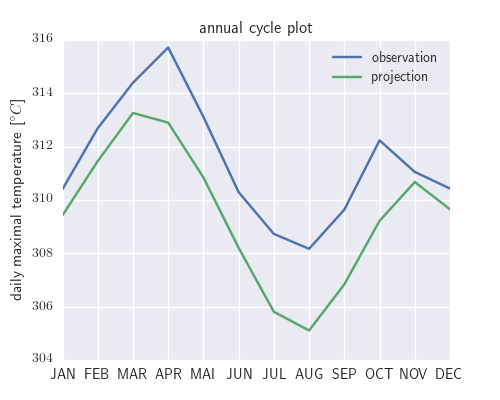 annual cycle plot
316
314
312
310
308
306
304
daily maximal temperature [°C]
observation
projection
JAN FEB MAR APR MAI JUN JUL AUG SEP OCT NOV DEC